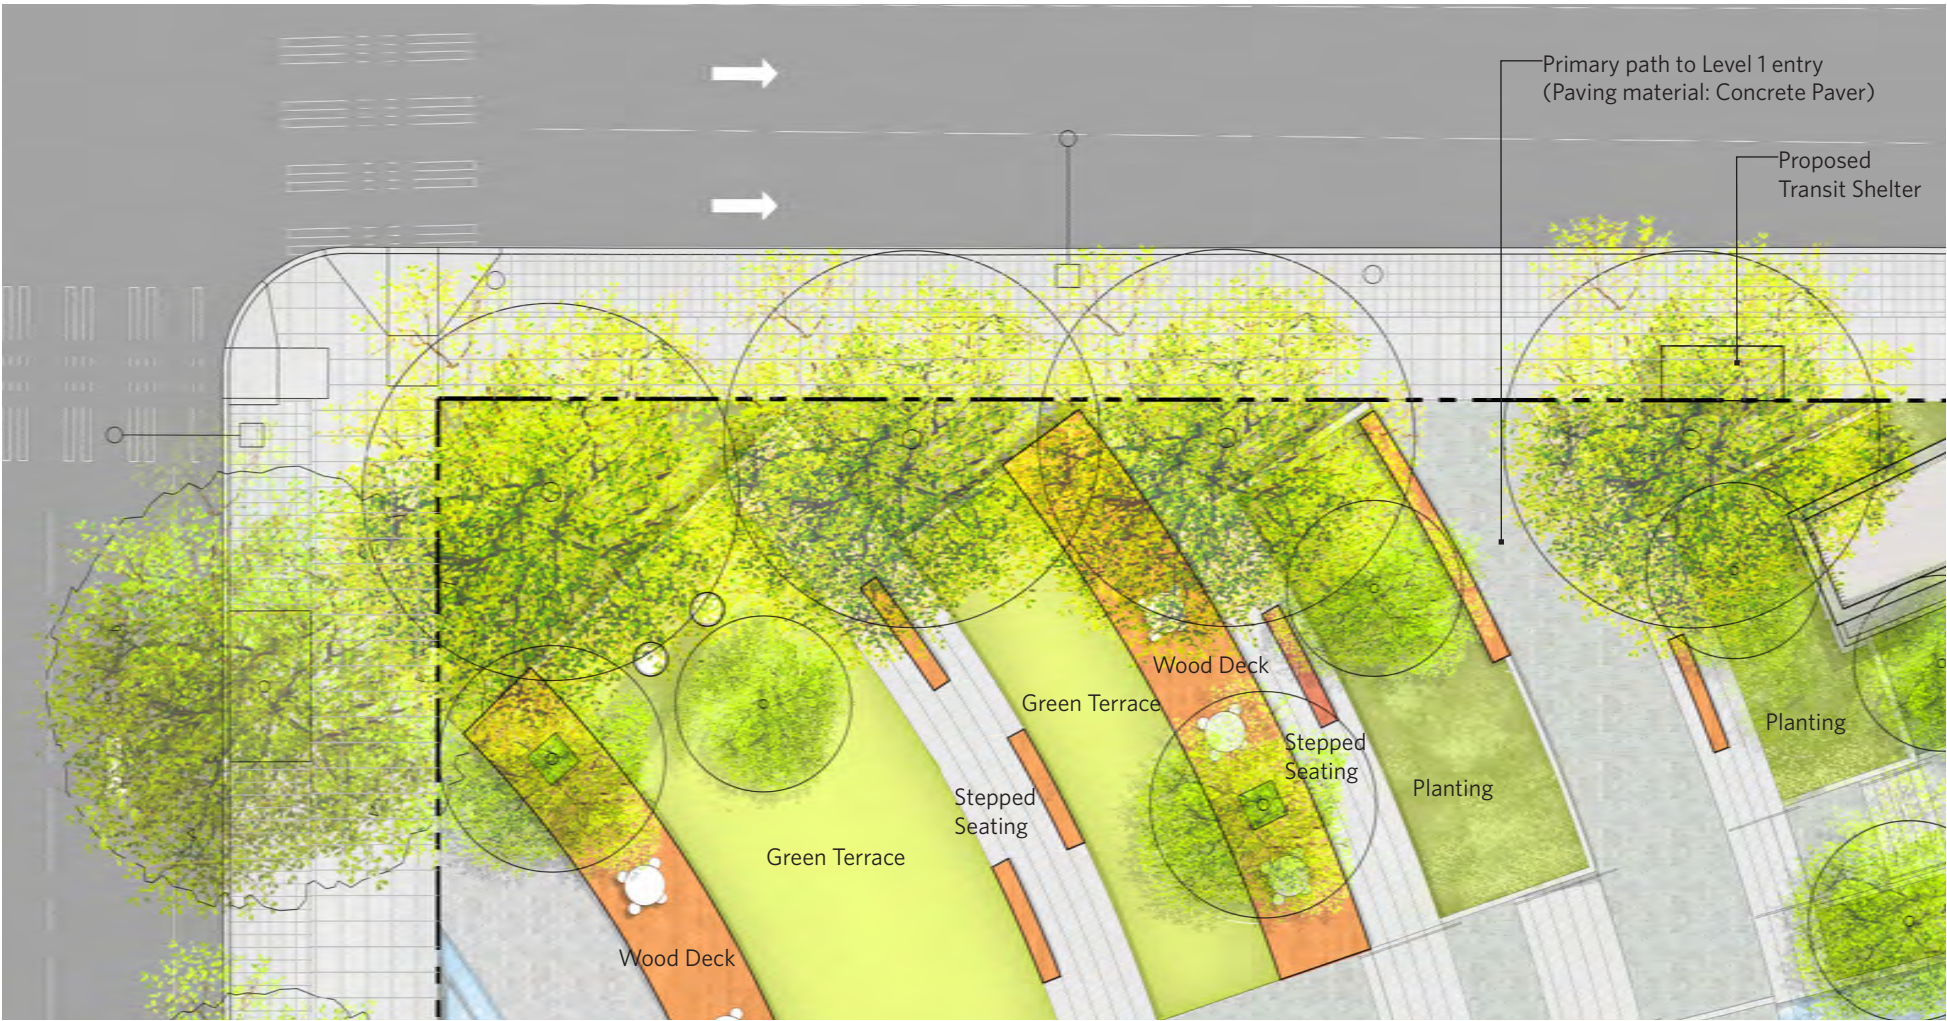 Primary path to Level 1 entry
(Paving material: Concrete Paver)
Proposed
Transit Shelter
Wood Deck
Green Terrace
Stepped
Seating
Planting
Planting
Stepped
Seating
Green Terrace
Wood Deck